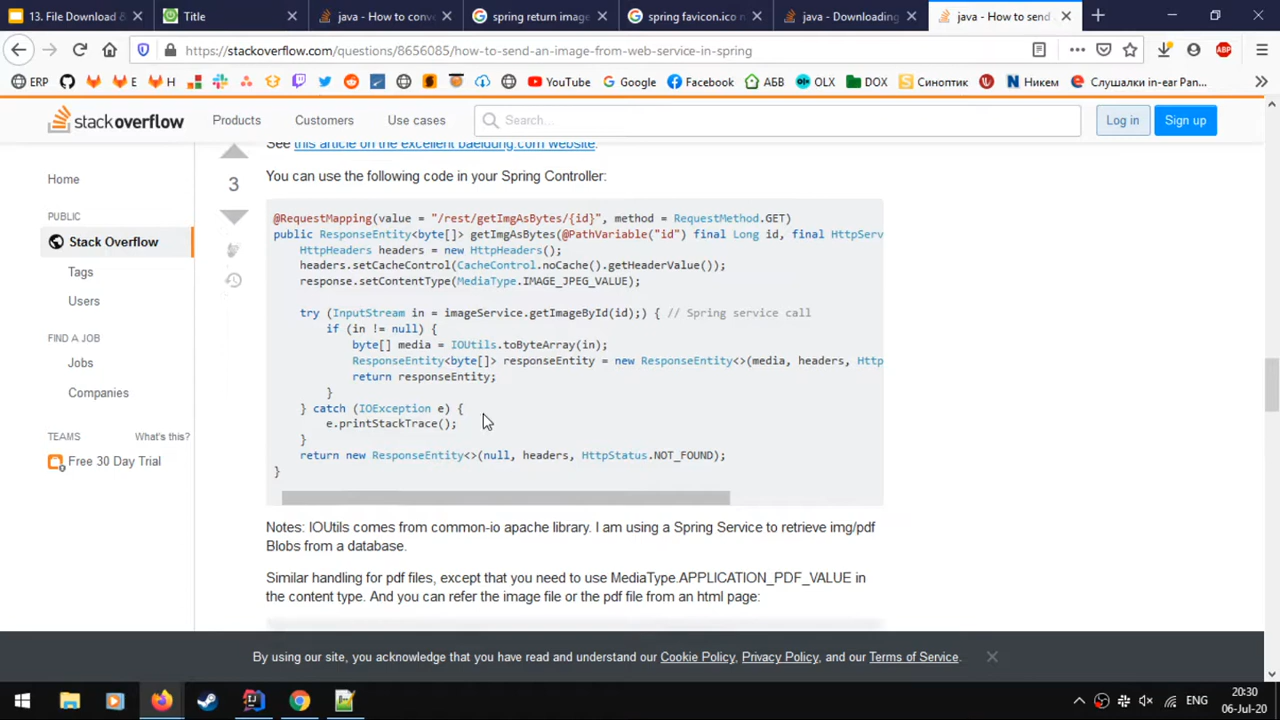 13. File Download &
Title
java - How to conv
spring return image
spring favicon.ico n
java - Downloading
java - How to send
https://stackoverflow.com/questions/8656085/how-to-send-an-image-from-web-service-in-spring
ERP
E
H
YouTube
Google
Facebook
АБВ
OLX
DOX
Синоптик
Никем
Слушалки in-ear Pan...
stackoverflow
Products
Customers
Use cases
Search...
Log in
Sign up
See this article on the excellent baeldung.com website.
Home
PUBLIC
Stack Overflow
Tags
Users
FIND A JOB
Jobs
Companies
TEAMS
What's this?
Free 30 Day Trial
3
You can use the following code in your Spring Controller:
@RequestMapping(value = "/rest/getImgAsBytes/{id}", method = RequestMethod.GET)
public ResponseEntity<byte[]> getImgAsBytes(@PathVariable("id") final Long id, final HttpServ
HttpHeaders headers = new HttpHeaders();
headers.setCacheControl(CacheControl.noCache().getHeaderValue());
response.setContentType(MediaType.IMAGE_JPEG_VALUE);
try (InputStream in = imageService.getImageById(id);) { // Spring service call
if (in != null) {
byte[] media = IOUtils.toByteArray(in);
ResponseEntity<byte[]> responseEntity = new ResponseEntity<>(media, headers, Http
return responseEntity;
}
} catch (IOException e) {
e.printStackTrace();
}
return new ResponseEntity<>(null, headers, HttpStatus.NOT_FOUND);
}
Notes: IOUtils comes from common-io apache library. I am using a Spring Service to retrieve img/pdf
Blobs from a database.
Similar handling for pdf files, except that you need to use MediaType.APPLICATION_PDF_VALUE in
the content type. And you can refer the image file or the pdf file from an html page:
By using our site, you acknowledge that you have read and understand our Cookie Policy, Privacy Policy, and our Terms of Service.
ENG
20:30
06-Jul-20